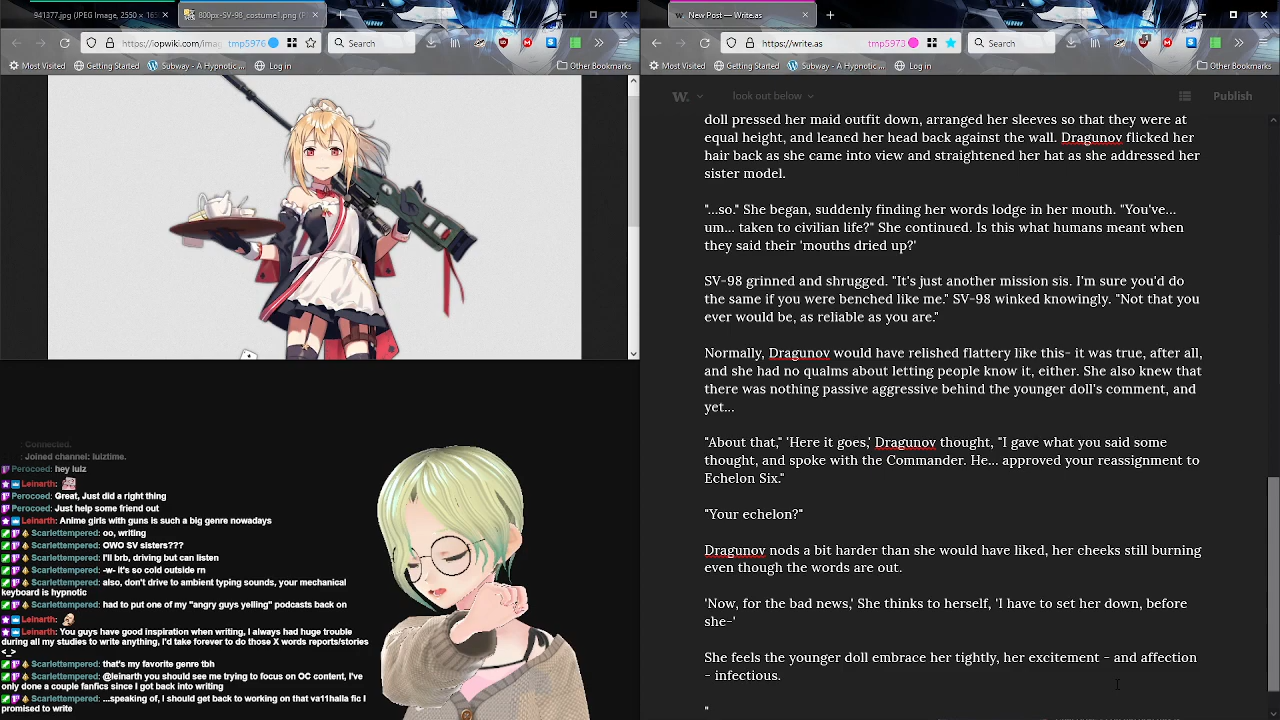 941377.jpg (JPEG Image, 2550 × 16
800px-SV-98_costume1.png (P
https://iopwiki.com/ima
tmp5976
Search
Most Visited
Getting Started
Subway - A Hypnotic ...
Log in
Other Bookmarks
: Connected.
: Joined channel: lulztime.
Perocoed: hey lulz
Leinarth:
Perocoed: Great, Just did a right thing
Perocoed: Just help some friend out
Leinarth: Anime girls with guns is such a big genre nowadays
Scarlettempered: oo, writing
Scarlettempered: OWO SV sisters???
Scarlettempered: I'll brb, driving but can listen
Scarlettempered: -w- it's so cold outside rn
Scarlettempered: also, don't drive to ambient typing sounds, your mechanical
keyboard is hypnotic
Scarlettempered: had to put one of my "angry guys yelling" podcasts back on
Leinarth:
Leinarth: You guys have good inspiration when writing, I always had huge trouble
during all my studies to write anything, I'd take forever to do those X words reports/stories
<_>
Scarlettempered: that's my favorite genre tbh
Scarlettempered: @leinarth you should see me trying to focus on OC content, I've
only done a couple fanfics since I got back into writing
Scarlettempered: ...speaking of, I should get back to working on that va11halla fic I
promised to write
New Post — Write.as
https://write.as
tmp5973
Search
Most Visited
Getting Started
Subway - A Hypnotic ...
Log in
Other Bookmarks
W.
look out below
Publish
doll pressed her maid outfit down, arranged her sleeves so that they were at
equal height, and leaned her head back against the wall. Dragunov flicked her
hair back as she came into view and straightened her hat as she addressed her
sister model.
"...so." She began, suddenly finding her words lodge in her mouth. "You've...
um... taken to civilian life?" She continued. Is this what humans meant when
they said their 'mouths dried up?'
SV-98 grinned and shrugged. "It's just another mission sis. I'm sure you'd do
the same if you were benched like me." SV-98 winked knowingly. "Not that you
ever would be, as reliable as you are."
Normally, Dragunov would have relished flattery like this- it was true, after all,
and she had no qualms about letting people know it, either. She also knew that
there was nothing passive aggressive behind the younger doll's comment, and
yet...
"About that," 'Here it goes,' Dragunov thought, "I gave what you said some
thought, and spoke with the Commander. He... approved your reassignment to
Echelon Six."
"Your echelon?"
Dragunov nods a bit harder than she would have liked, her cheeks still burning
even though the words are out.
'Now, for the bad news,' She thinks to herself, 'I have to set her down, before
she-'
She feels the younger doll embrace her tightly, her excitement - and affection
- infectious.
"